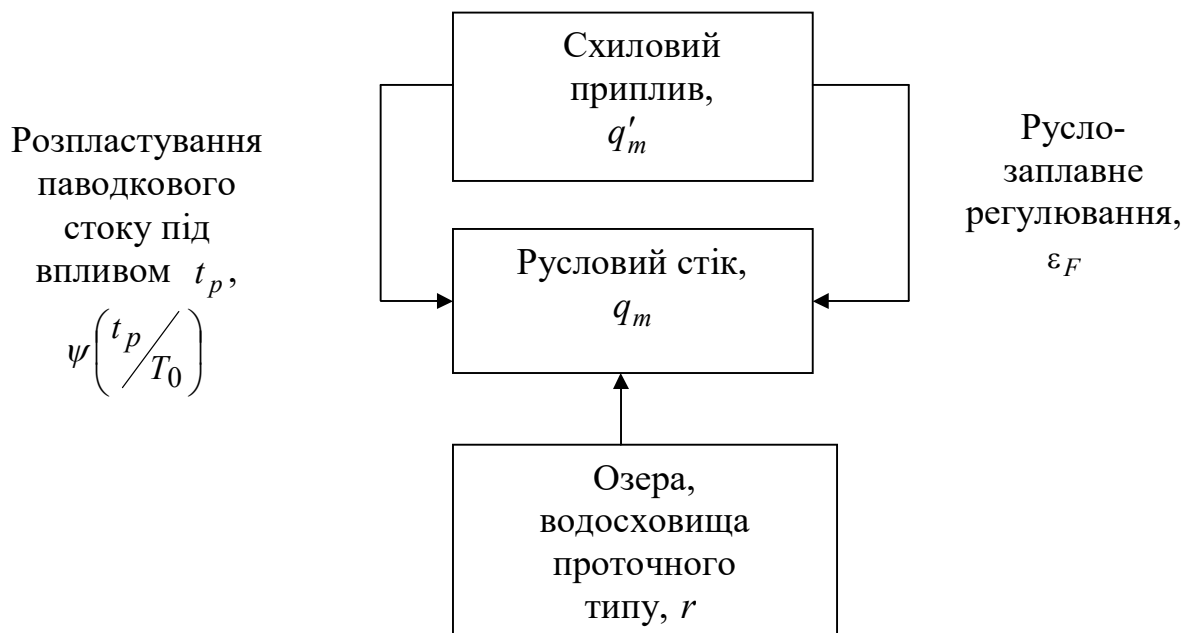 Схиловий
приплив,
q′m
Розпластування
паводкового
стоку під
впливом tp,
ψ(tp/T0)
Русло-
заплавне
регулювання,
εF
Русловий стік,
qm
Озера,
водосховища
проточного
типу, r